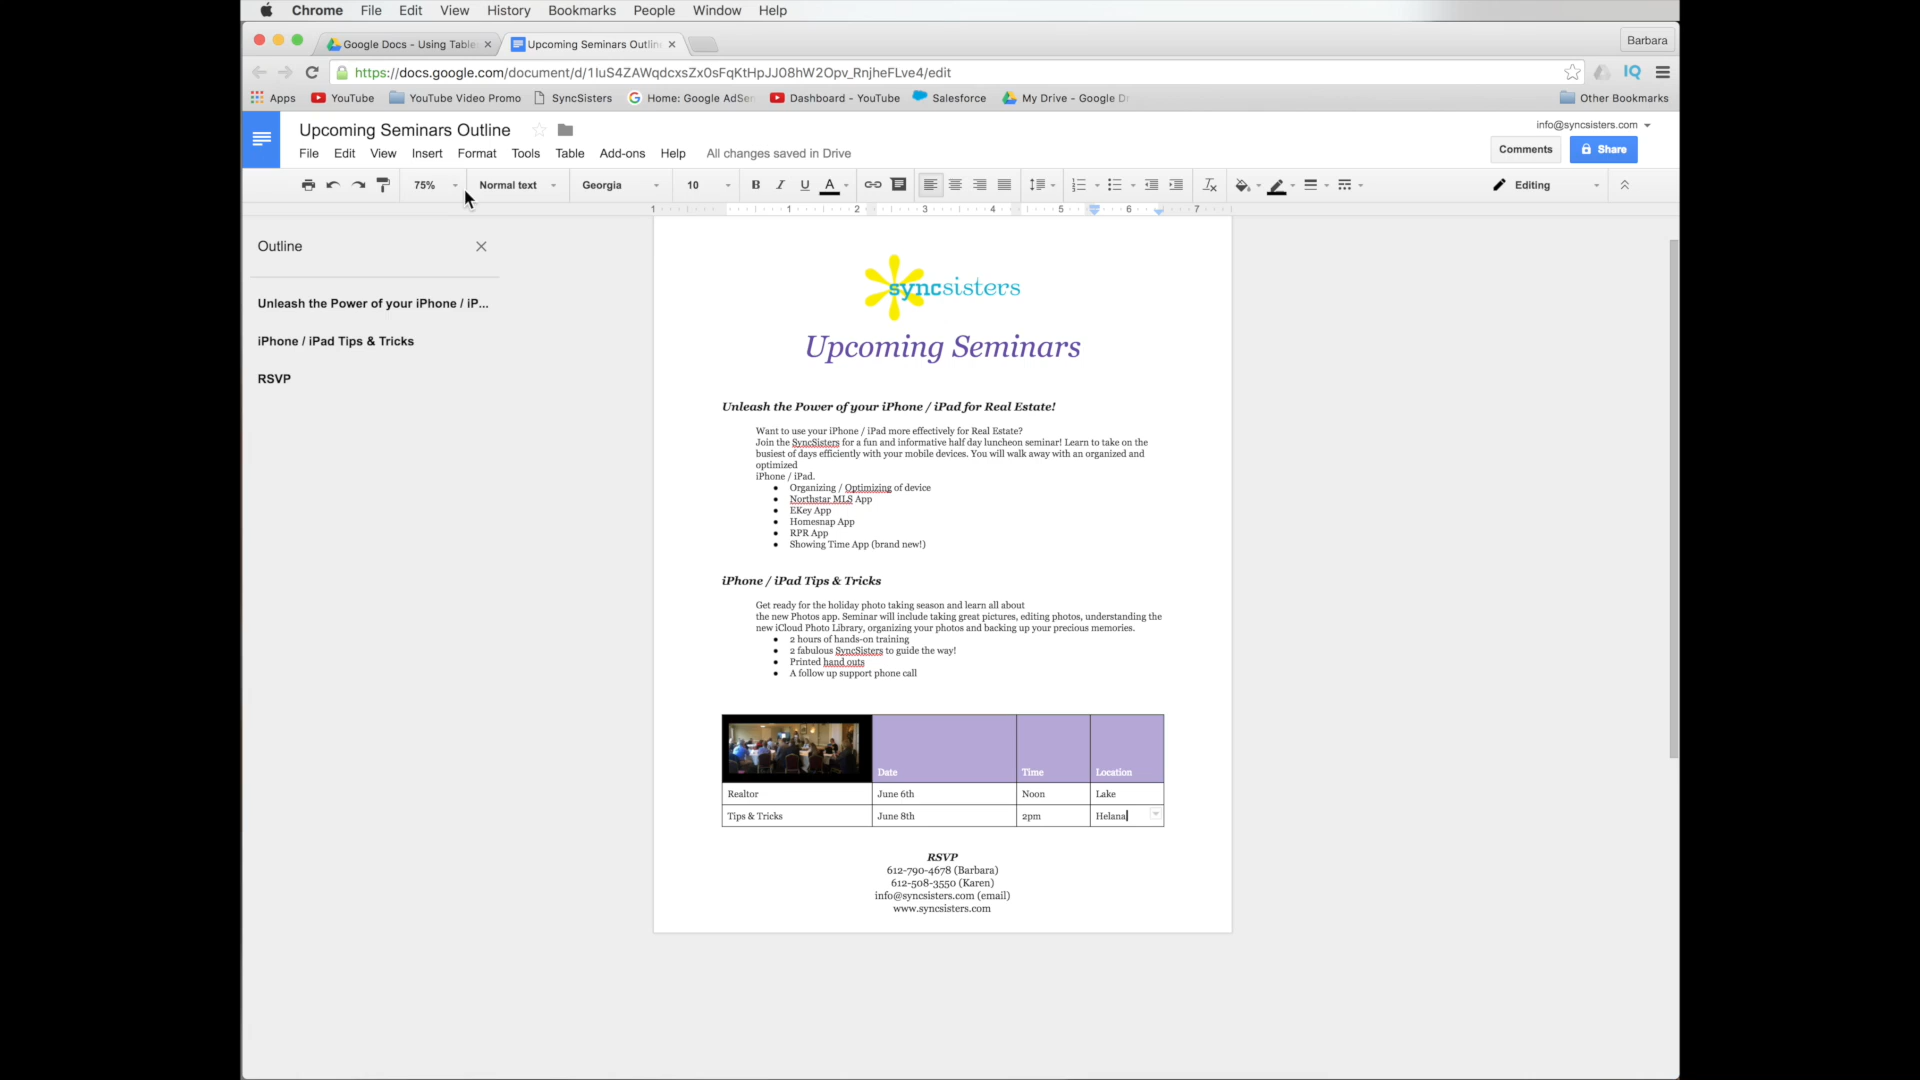 Chrome File Edit View History Bookmarks People Window Help
Google Docs - Using Table
Upcoming Seminars Outlin
Barbara
https://docs.google.com/document/d/1IuS4ZAWqdcxsZx0sFqKtHpJJ08hW2Opv_RnjheFLve4/edit
IQ
Apps YouTube YouTube Video Promo SyncSisters Home: Google AdSen Dashboard - YouTube Salesforce My Drive - Google Dr Other Bookmarks
Upcoming Seminars Outline
info@syncsisters.com
File Edit View Insert Format Tools Table Add-ons Help All changes saved in Drive
Comments
Share
75% Normal text Georgia 10 B I U A Editing
1 1 2 3 4 5 6 7
Outline
Unleash the Power of your iPhone / iP...
iPhone / iPad Tips & Tricks
RSVP
syncsisters
Upcoming Seminars
Unleash the Power of your iPhone / iPad for Real Estate!
Want to use your iPhone / iPad more effectively for Real Estate?
Join the SyncSisters for a fun and informative half day luncheon seminar! Learn to take on the
busiest of days efficiently with your mobile devices. You will walk away with an organized and
optimized
iPhone / iPad.
• Organizing / Optimizing of device
• Northstar MLS App
• EKey App
• Homesnap App
• RPR App
• Showing Time App (brand new!)
iPhone / iPad Tips & Tricks
Get ready for the holiday photo taking season and learn all about
the new Photos app. Seminar will include taking great pictures, editing photos, understanding the
new iCloud Photo Library, organizing your photos and backing up your precious memories.
• 2 hours of hands-on training
• 2 fabulous SyncSisters to guide the way!
• Printed hand outs
• A follow up support phone call
Date Time Location
Realtor June 6th Noon Lake
Tips & Tricks June 8th 2pm Helana
RSVP
612-790-4678 (Barbara)
612-508-3550 (Karen)
info@syncsisters.com (email)
www.syncsisters.com